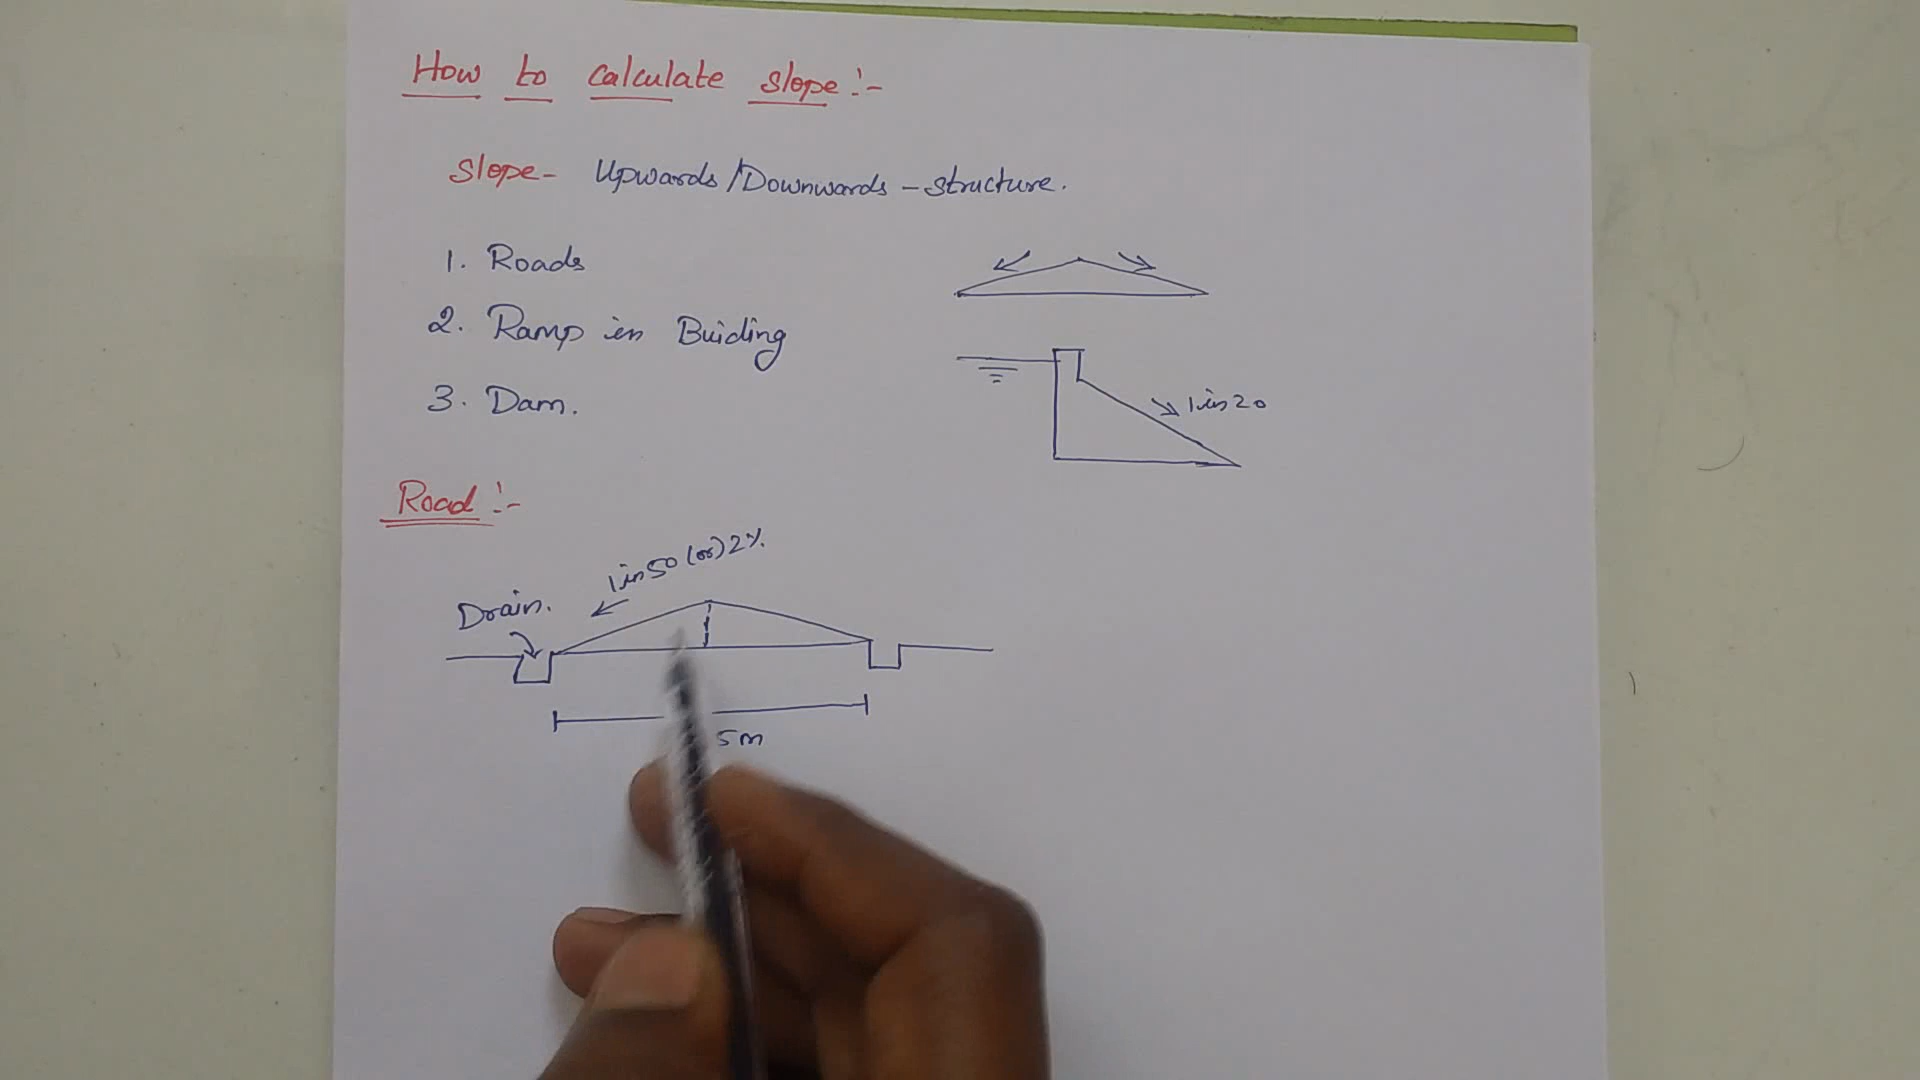 How to calculate slope :-
Slope - Upwards/Downwards - structure.
1. Roads
2. Ramp in Buiding
3. Dam.
1 in 20
Road :-
1 in 50 (or) 2%.
Drain.
5m